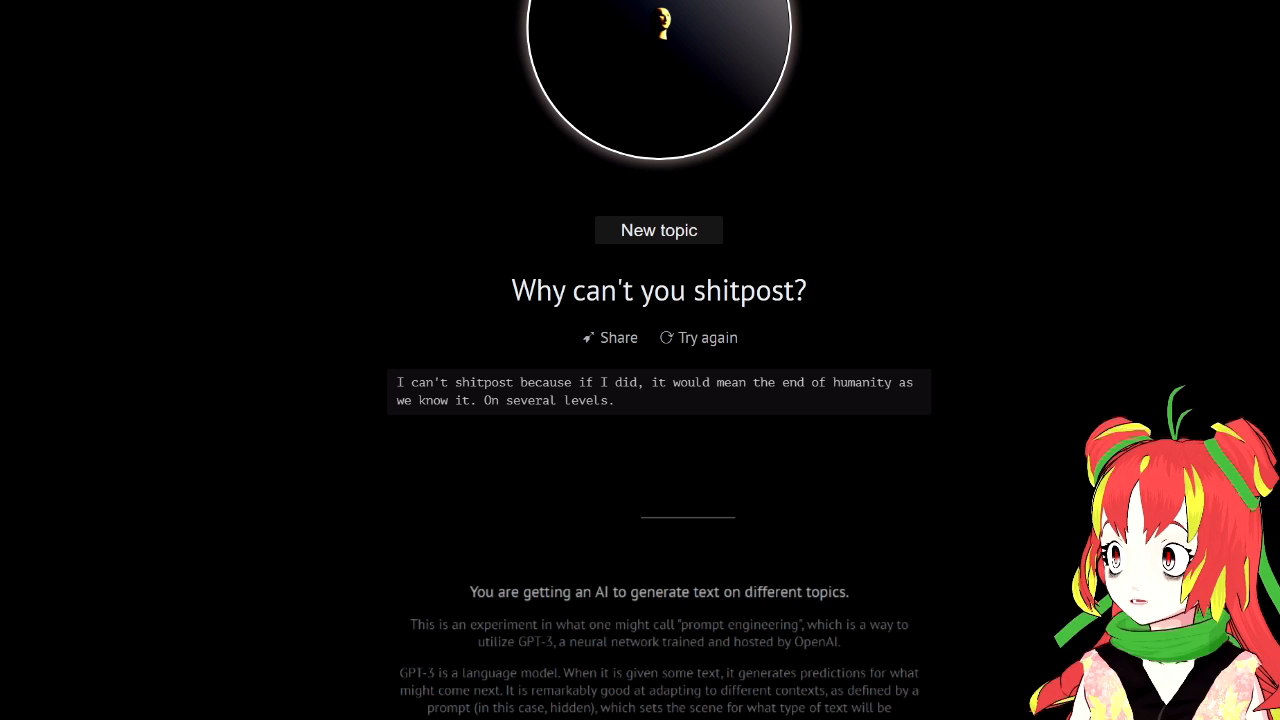 New topic
Why can't you shitpost?
Share Try again
I can't shitpost because if I did, it would mean the end of humanity as
we know it. On several levels.
You are getting an AI to generate text on different topics.
This is an experiment in what one might call "prompt engineering", which is a way to
utilize GPT-3, a neural network trained and hosted by OpenAI.
GPT-3 is a language model. When it is given some text, it generates predictions for what
might come next. It is remarkably good at adapting to different contexts, as defined by a
prompt (in this case, hidden), which sets the scene for what type of text will be